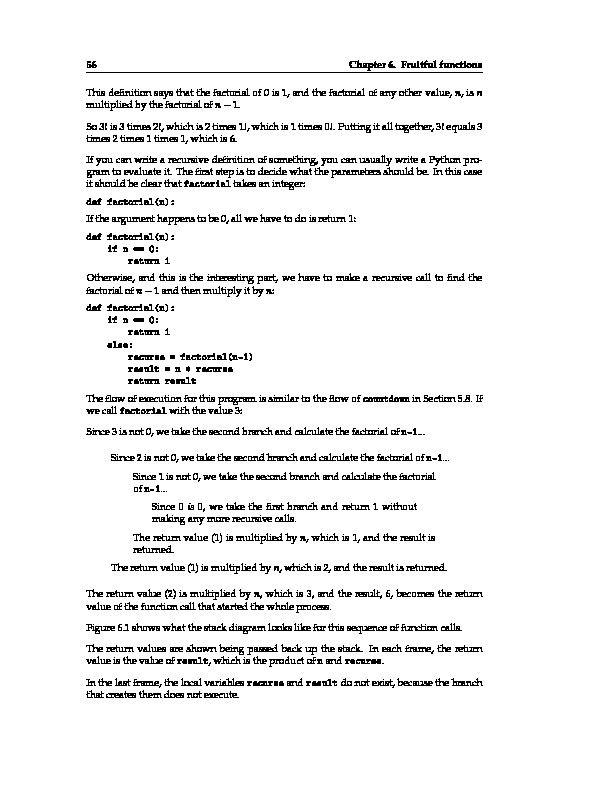 56 Chapter 6. Fruitful functions
This definition says that the factorial of 0 is 1, and the factorial of any other value, n, is n
multiplied by the factorial of n − 1.
So 3! is 3 times 2!, which is 2 times 1!, which is 1 times 0!. Putting it all together, 3! equals 3
times 2 times 1 times 1, which is 6.
If you can write a recursive definition of something, you can usually write a Python pro-
gram to evaluate it. The first step is to decide what the parameters should be. In this case
it should be clear that factorial takes an integer:
def factorial(n):
If the argument happens to be 0, all we have to do is return 1:
def factorial(n):
    if n == 0:
        return 1
Otherwise, and this is the interesting part, we have to make a recursive call to find the
factorial of n − 1 and then multiply it by n:
def factorial(n):
    if n == 0:
        return 1
    else:
        recurse = factorial(n-1)
        result = n * recurse
        return result
The flow of execution for this program is similar to the flow of countdown in Section 5.8. If
we call factorial with the value 3:
Since 3 is not 0, we take the second branch and calculate the factorial of n-1...
Since 2 is not 0, we take the second branch and calculate the factorial of n-1...
Since 1 is not 0, we take the second branch and calculate the factorial
of n-1...
Since 0 is 0, we take the first branch and return 1 without
making any more recursive calls.
The return value (1) is multiplied by n, which is 1, and the result is
returned.
The return value (1) is multiplied by n, which is 2, and the result is returned.
The return value (2) is multiplied by n, which is 3, and the result, 6, becomes the return
value of the function call that started the whole process.
Figure 6.1 shows what the stack diagram looks like for this sequence of function calls.
The return values are shown being passed back up the stack. In each frame, the return
value is the value of result, which is the product of n and recurse.
In the last frame, the local variables recurse and result do not exist, because the branch
that creates them does not execute.